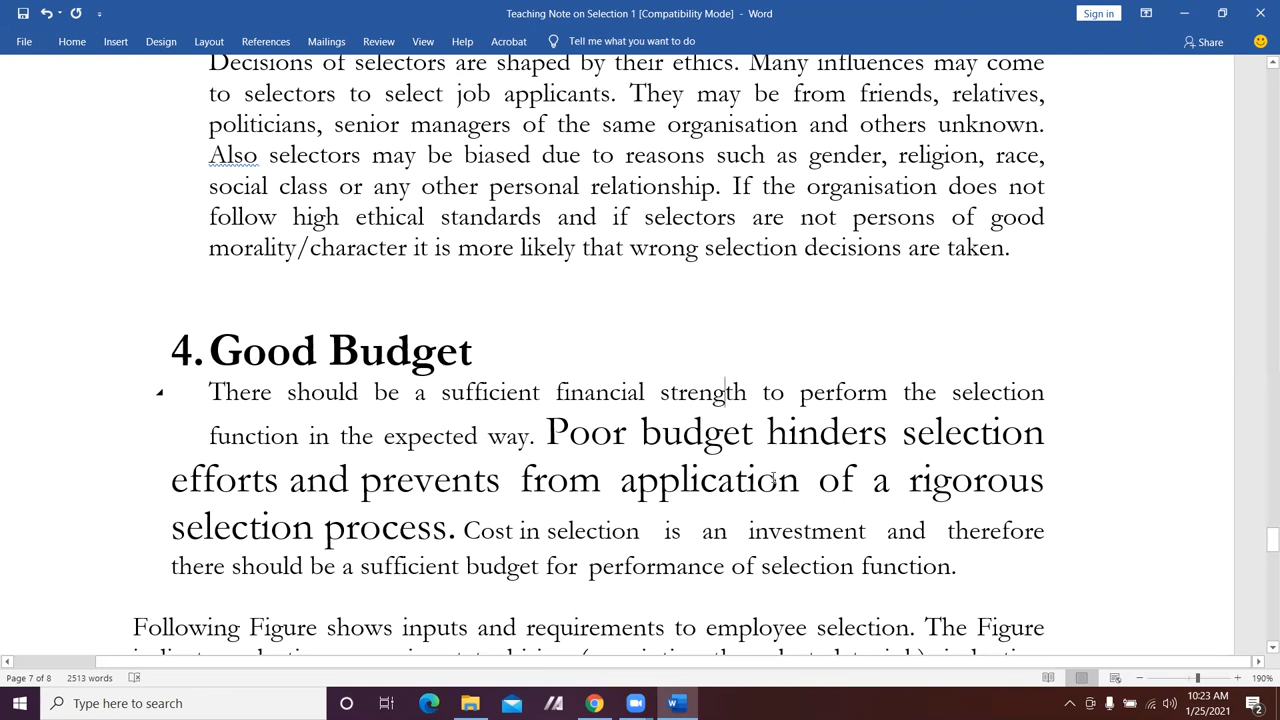 Teaching Note on Selection 1 [Compatibility Mode] - Word
Sign in
File Home Insert Design Layout References Mailings Review View Help Acrobat Tell me what you want to do Share
Decisions of selectors are shaped by their ethics. Many influences may come
to selectors to select job applicants. They may be from friends, relatives,
politicians, senior managers of the same organisation and others unknown.
Also selectors may be biased due to reasons such as gender, religion, race,
social class or any other personal relationship. If the organisation does not
follow high ethical standards and if selectors are not persons of good
morality/character it is more likely that wrong selection decisions are taken.
4. Good Budget
There should be a sufficient financial strength to perform the selection
function in the expected way. Poor budget hinders selection
efforts and prevents from application of a rigorous
selection process. Cost in selection is an investment and therefore
there should be a sufficient budget for performance of selection function.
Following Figure shows inputs and requirements to employee selection. The Figure
Page 7 of 8 2513 words 190%
Type here to search
10:23 AM
1/25/2021
2